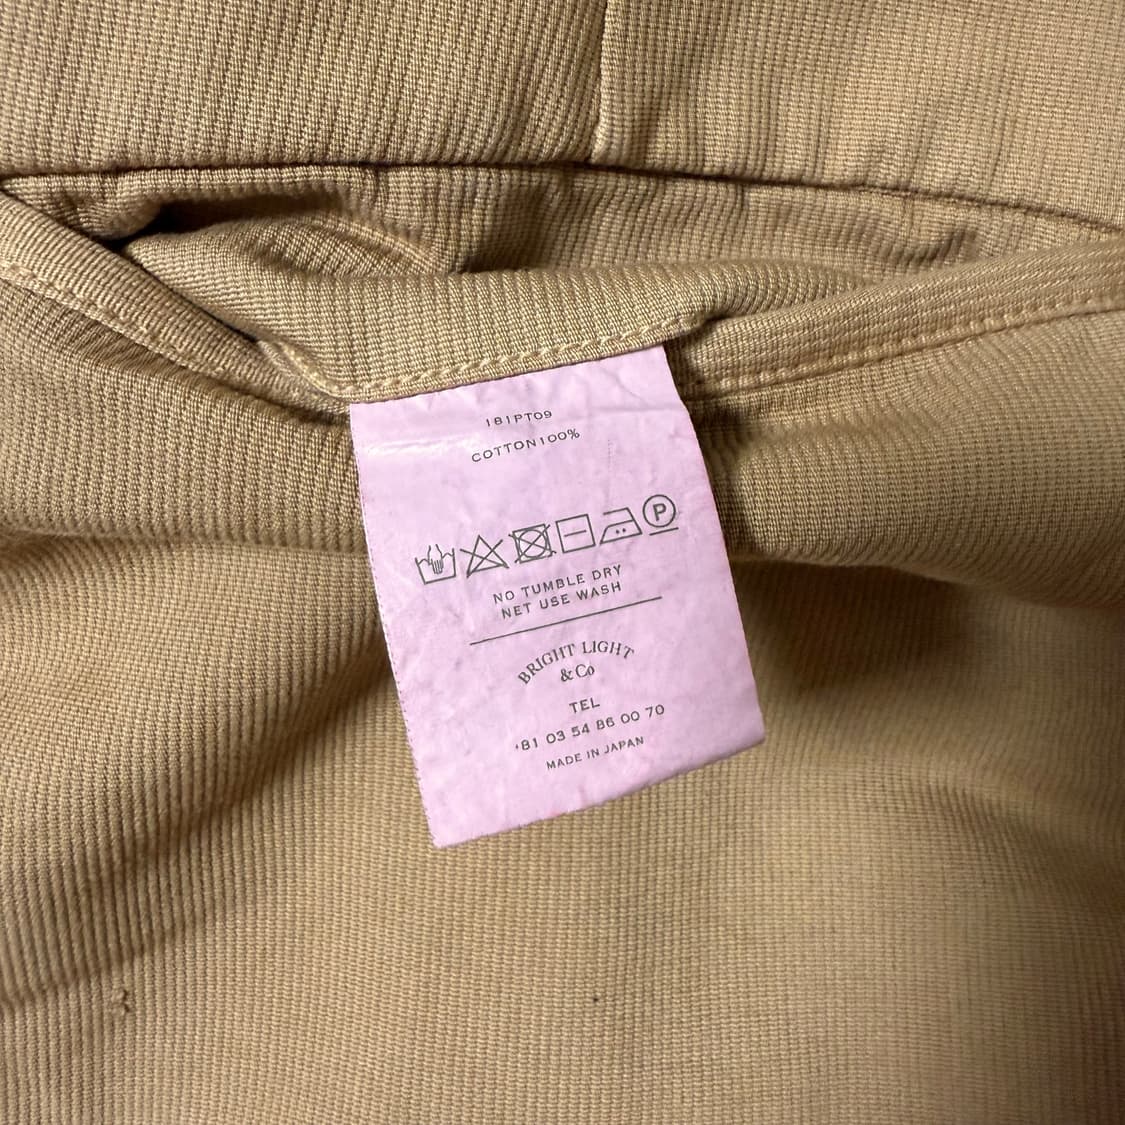 181PT09
COTTON100%
P
NO TUMBLE DRY
NET USE WASH
BRIGHT LIGHT
& Co
TEL
+81 03 54 86 00 70
MADE IN JAPAN